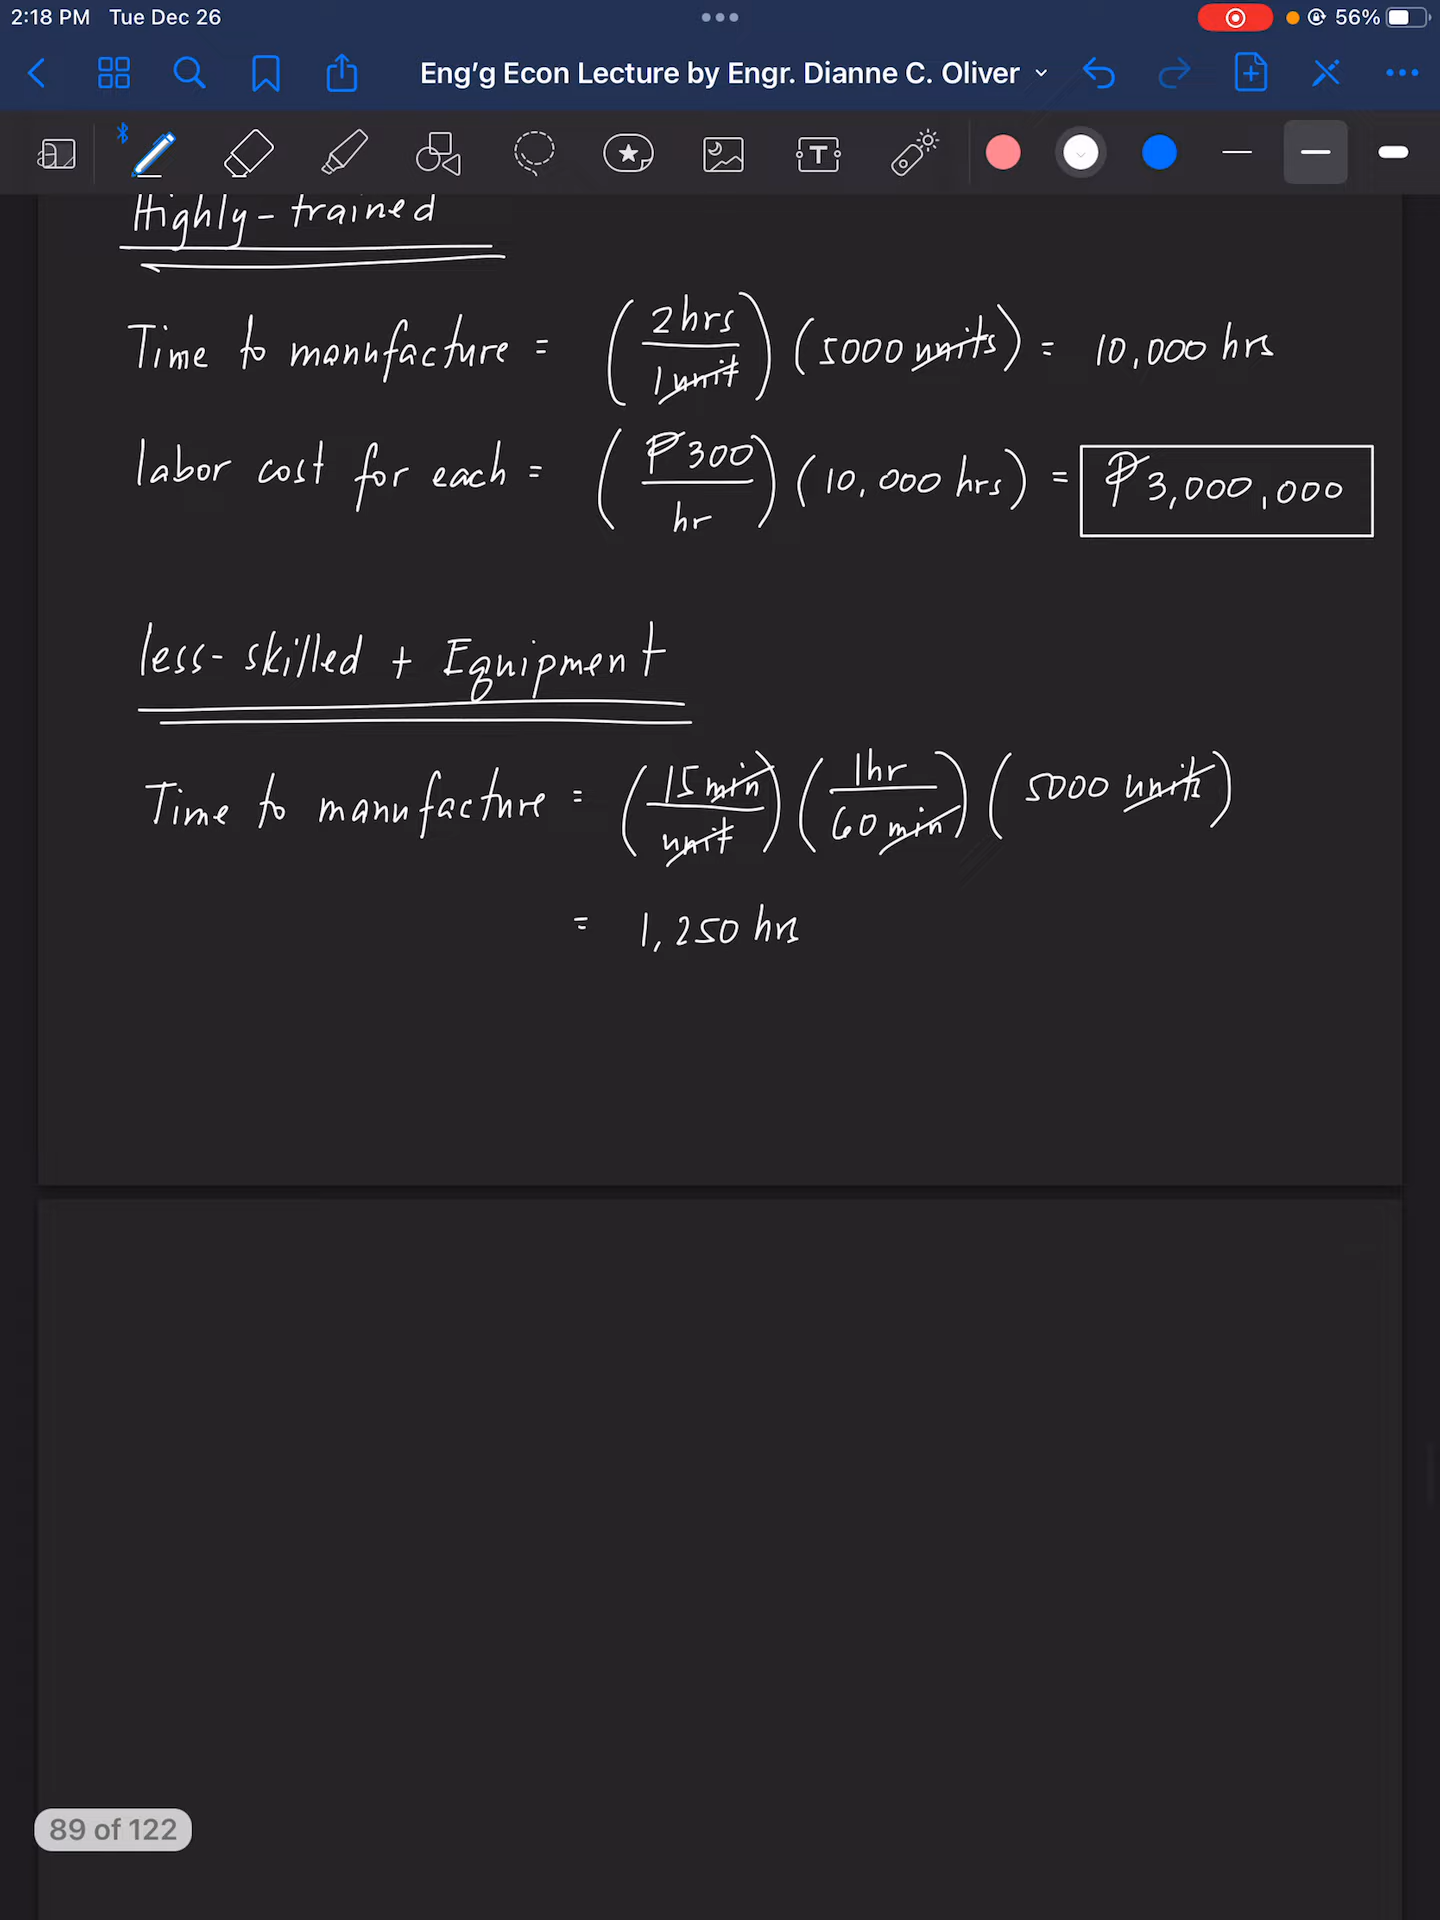 2:18 PM Tue Dec 26
56%
Eng'g Econ Lecture by Engr. Dianne C. Oliver
Highly-trained
Time to manufacture = (2hrs / 1 unit) (5000 units) = 10,000 hrs
labor cost for each = (₱300 / hr) (10,000 hrs) = ₱3,000,000
less-skilled + Equipment
Time to manufacture = (15 min / unit) (1hr / 60 min) (5000 units)
= 1,250 hrs
89 of 122